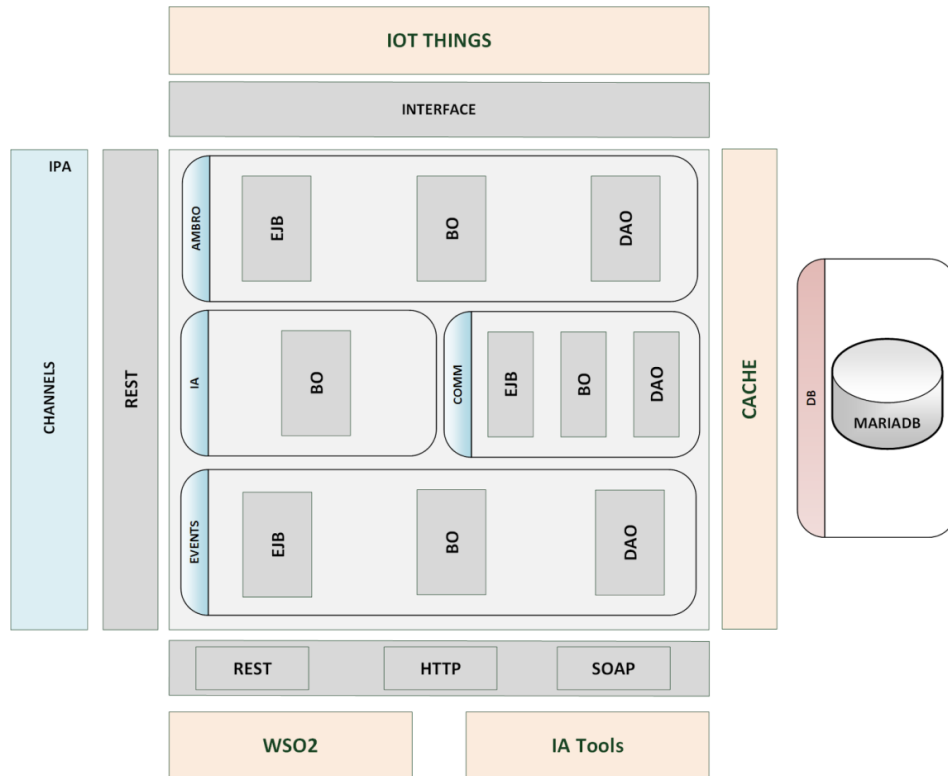 IOT THINGS
INTERFACE
IPA
CHANNELS
REST
AMBRO
EJB
BO
DAO
IA
BO
COMM
EJB
BO
DAO
EVENTS
EJB
BO
DAO
CACHE
DB
MARIADB
REST
HTTP
SOAP
WSO2
IA Tools